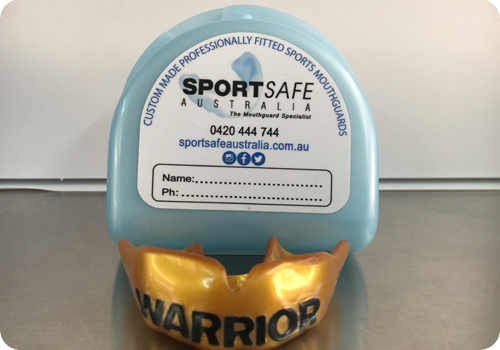 CUSTOM MADE PROFESSIONALLY FITTED SPORTS MOUTHGUARDS
SPORTSAFE
AUSTRALIA
The Mouthguard Specialist
0420 444 744
sportsafeaustralia.com.au
Name:.................................
Ph:.....................................
WARRIOR